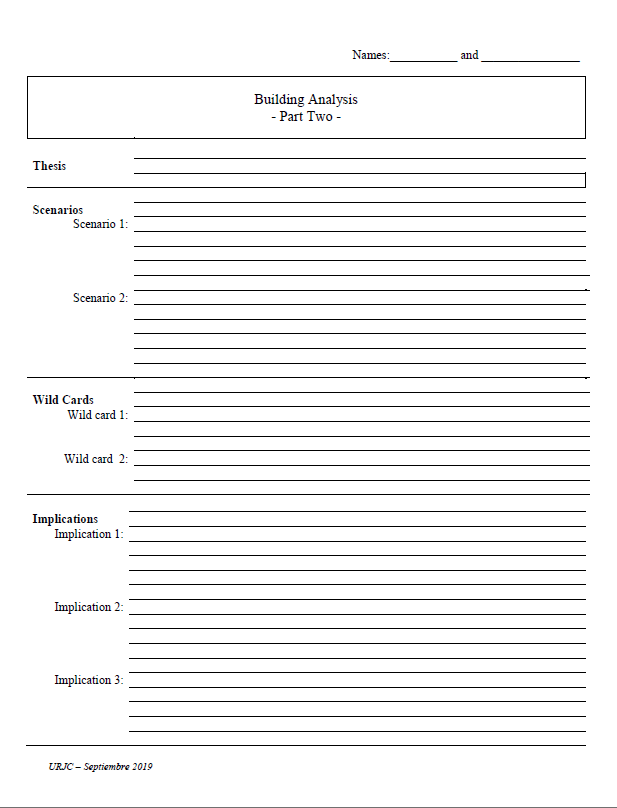 Names:___________ and ________________
Building Analysis
- Part Two -
Thesis
Scenarios
Scenario 1:
Scenario 2:
Wild Cards
Wild card 1:
Wild card  2:
Implications
Implication 1:
Implication 2:
Implication 3:
URJC – Septiembre 2019